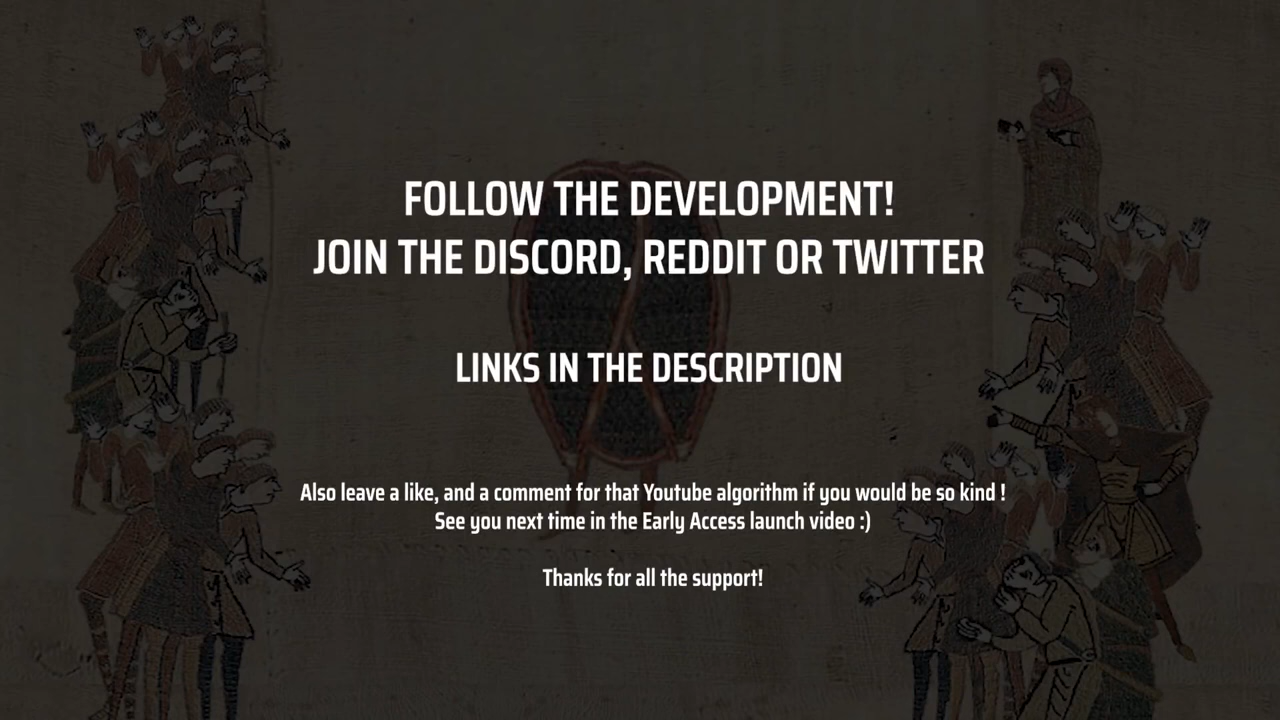 FOLLOW THE DEVELOPMENT!
JOIN THE DISCORD, REDDIT OR TWITTER
LINKS IN THE DESCRIPTION
Also leave a like, and a comment for that Youtube algorithm if you would be so kind !
See you next time in the Early Access launch video :)
Thanks for all the support!